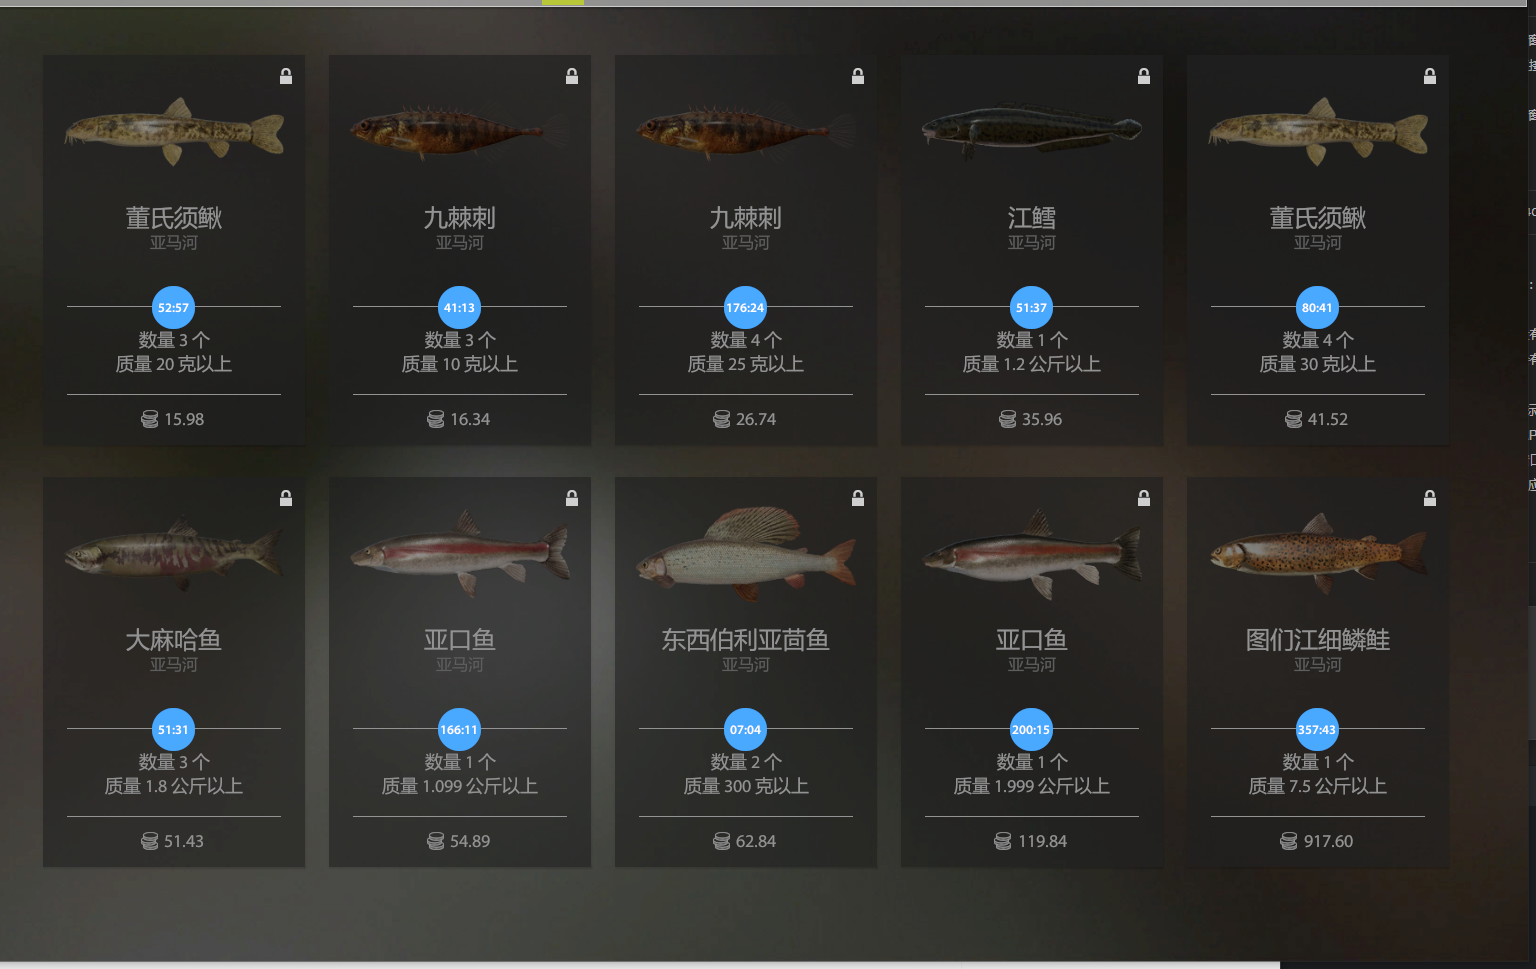 董氏须鳅
亚马河
52:57
数量 3 个
质量 20 克以上
15.98
九棘刺
亚马河
41:13
数量 3 个
质量 10 克以上
16.34
九棘刺
亚马河
176:24
数量 4 个
质量 25 克以上
26.74
江鳕
亚马河
51:37
数量 1 个
质量 1.2 公斤以上
35.96
董氏须鳅
亚马河
80:41
数量 4 个
质量 30 克以上
41.52
大麻哈鱼
亚马河
51:31
数量 3 个
质量 1.8 公斤以上
51.43
亚口鱼
亚马河
166:11
数量 1 个
质量 1.099 公斤以上
54.89
东西伯利亚茴鱼
亚马河
07:04
数量 2 个
质量 300 克以上
62.84
亚口鱼
亚马河
200:15
数量 1 个
质量 1.999 公斤以上
119.84
图们江细鳞鲑
亚马河
357:43
数量 1 个
质量 7.5 公斤以上
917.60